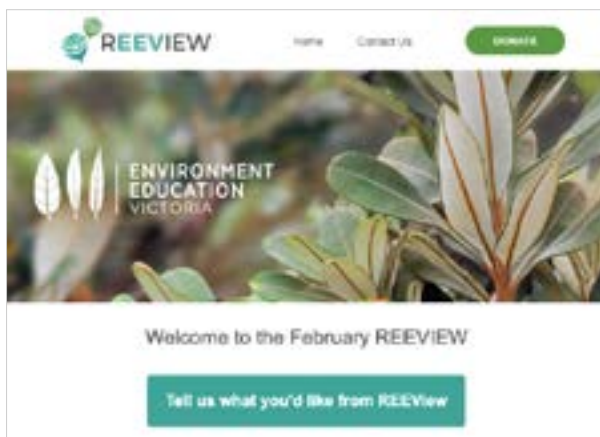 REEVIEW
Home Contact Us DONATE
ENVIRONMENT
EDUCATION
VICTORIA
Welcome to the February REEVIEW
Tell us what you'd like from REEView